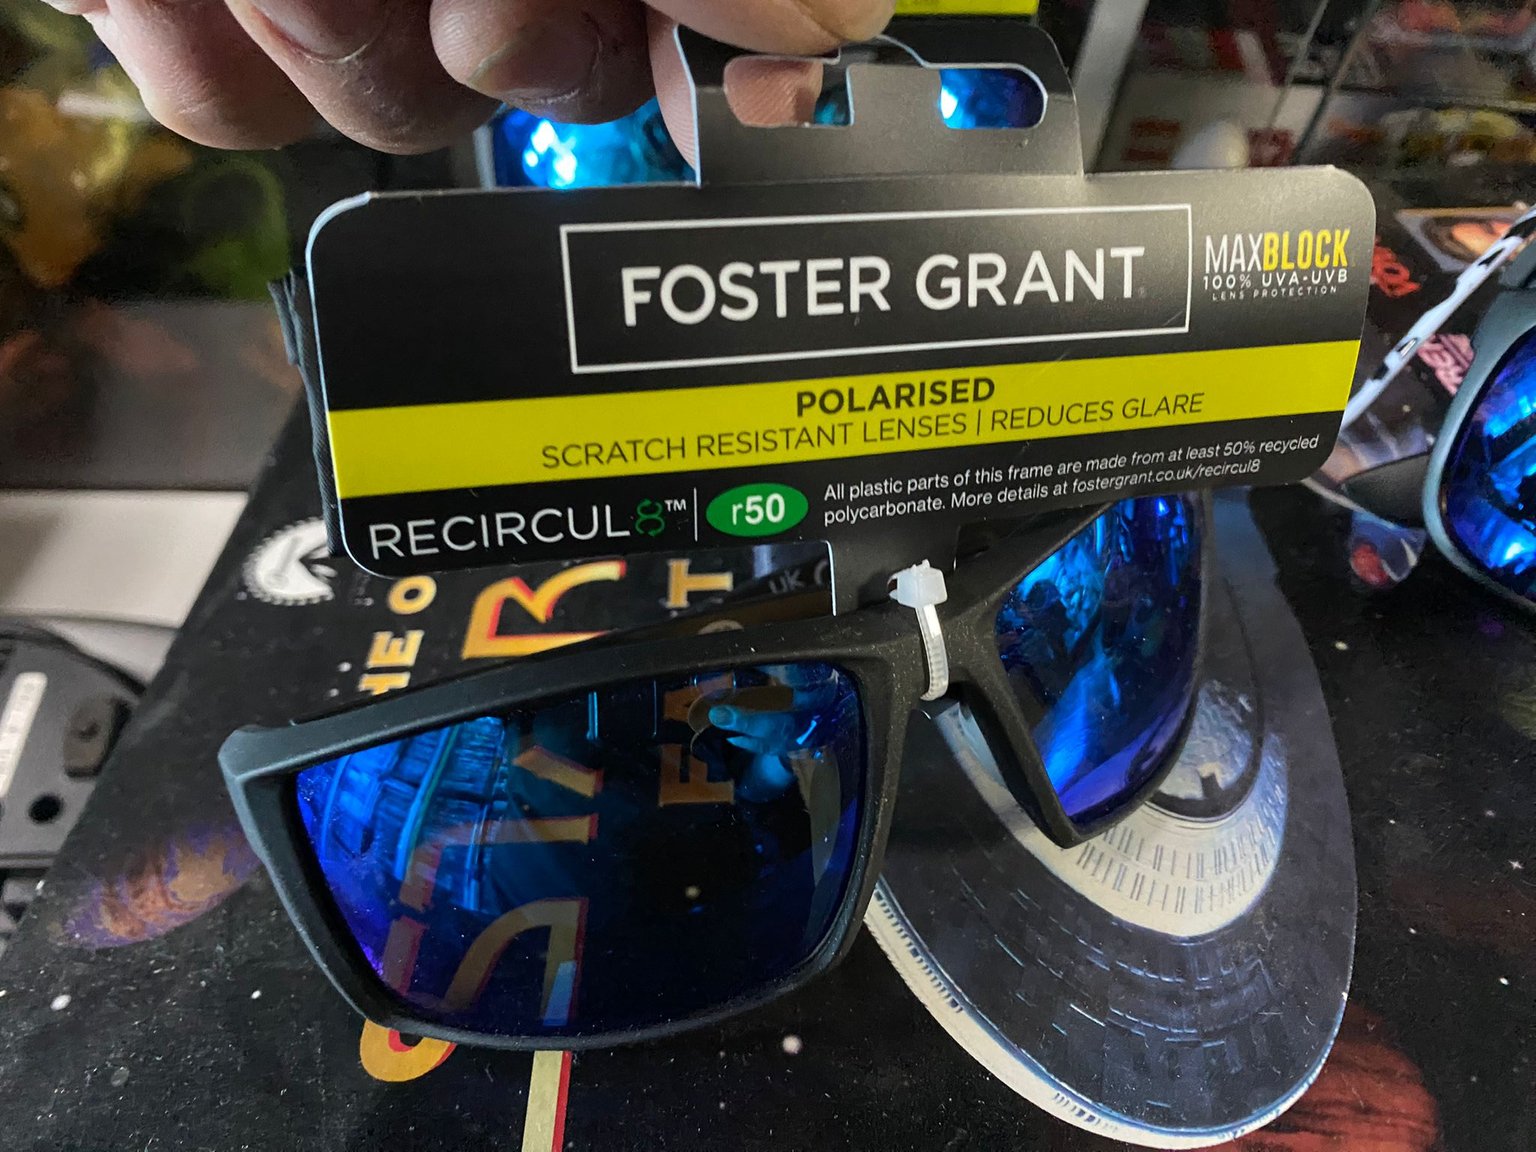 FOSTER GRANT
MAXBLOCK
100% UVA-UVB
LENS PROTECTION
POLARISED
SCRATCH RESISTANT LENSES | REDUCES GLARE
RECIRCUL8™
r50
All plastic parts of this frame are made from at least 50% recycled
polycarbonate. More details at fostergrant.co.uk/recircul8
UK